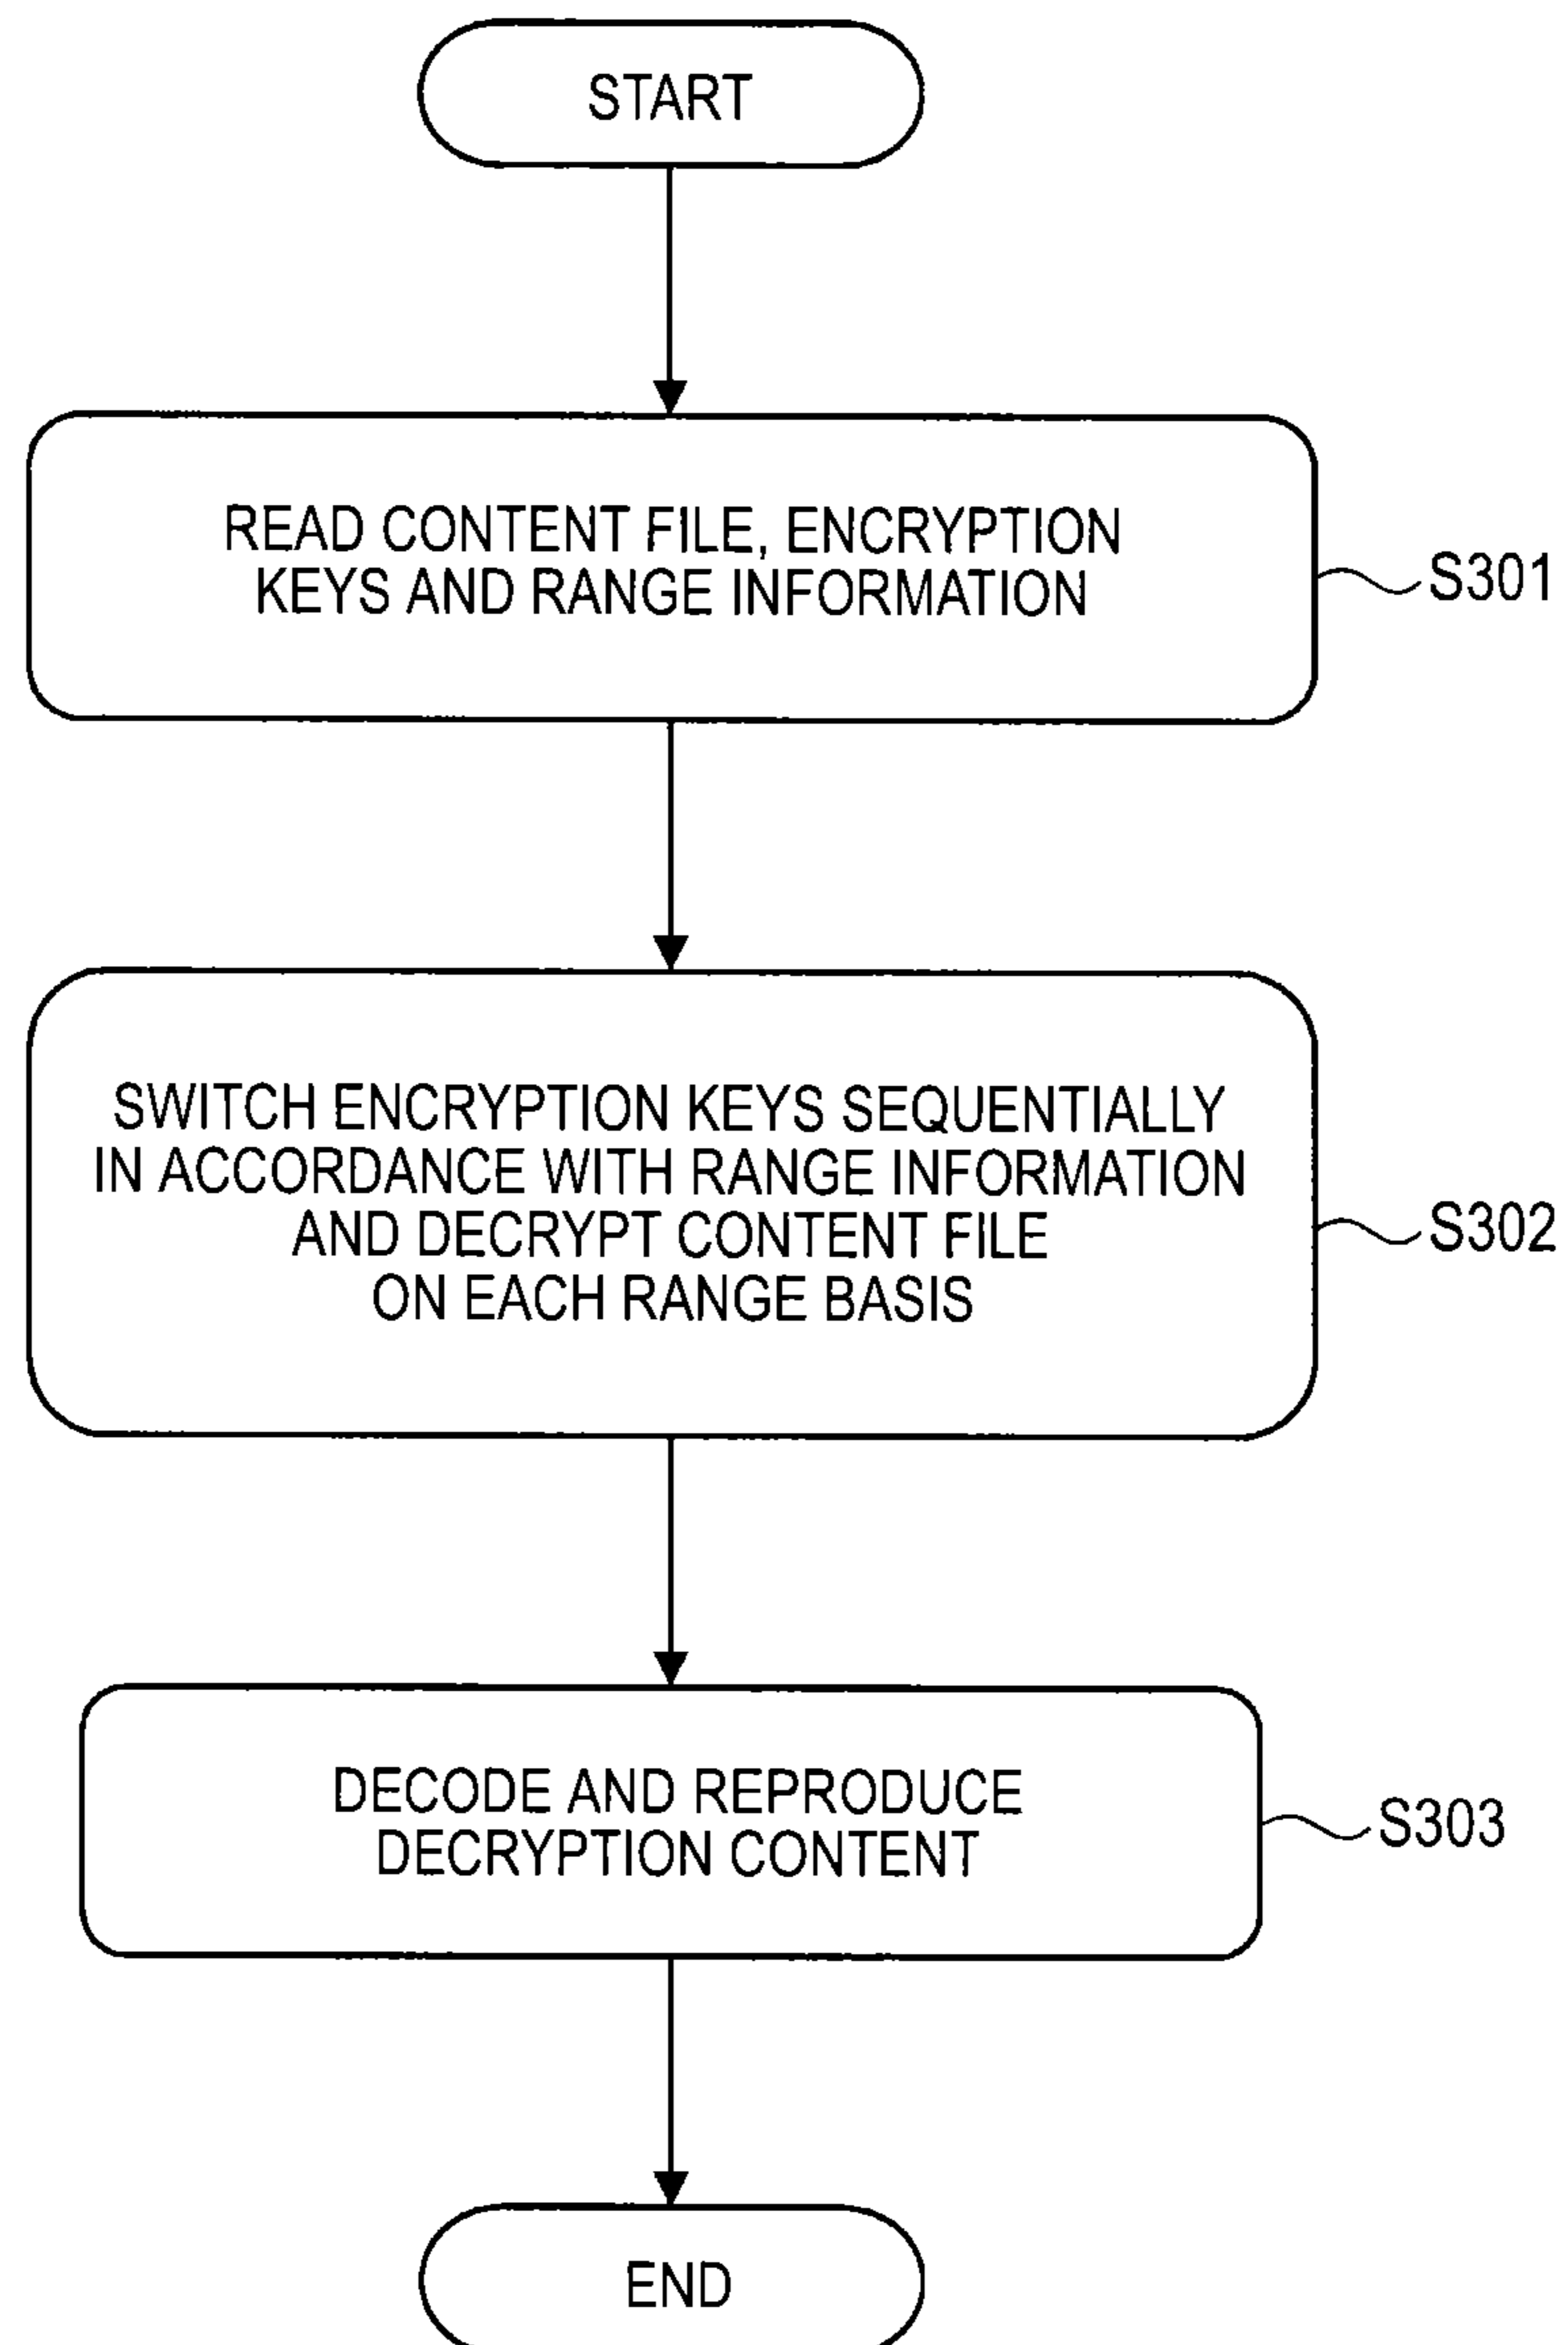 START
READ CONTENT FILE, ENCRYPTION
KEYS AND RANGE INFORMATION
S301
SWITCH ENCRYPTION KEYS SEQUENTIALLY
IN ACCORDANCE WITH RANGE INFORMATION
AND DECRYPT CONTENT FILE
ON EACH RANGE BASIS
S302
DECODE AND REPRODUCE
DECRYPTION CONTENT
S303
END